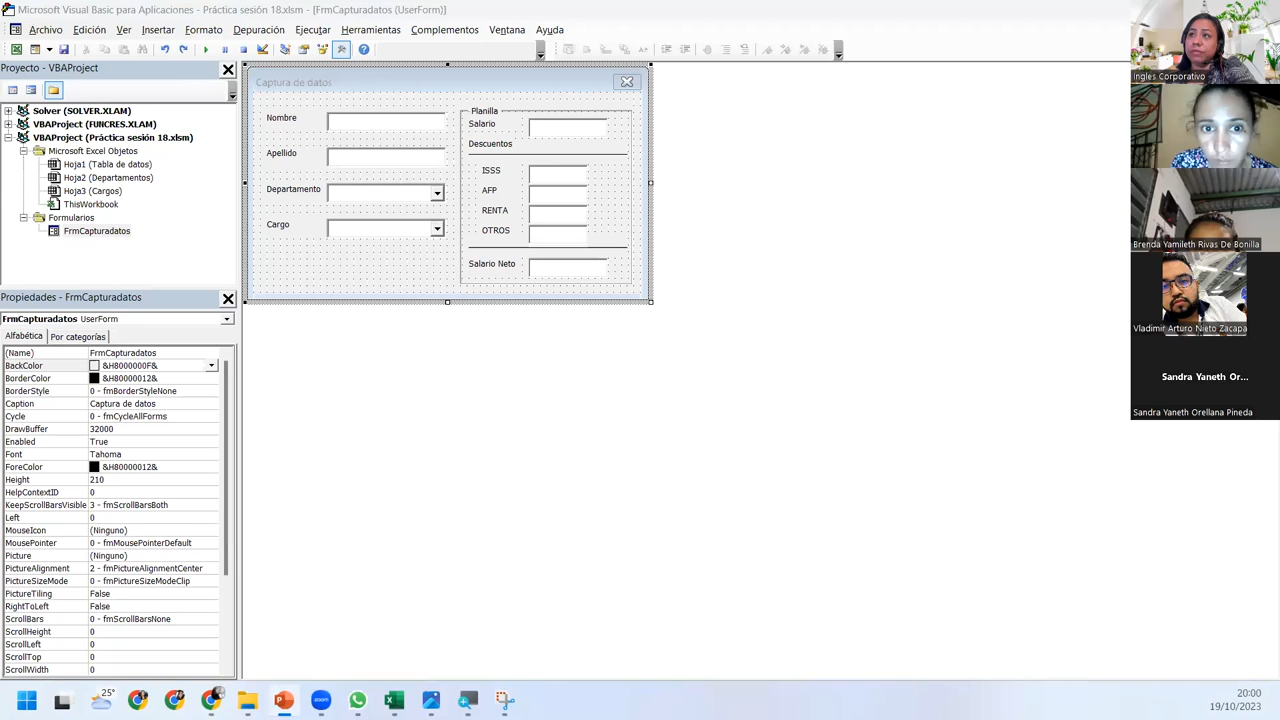 Microsoft Visual Basic para Aplicaciones - Práctica sesión 18.xlsm - [FrmCapturadatos (UserForm)]
Archivo Edición Ver Insertar Formato Depuración Ejecutar Herramientas Complementos Ventana Ayuda
Proyecto - VBAProject
Solver (SOLVER.XLAM)
VBAProject (FUNCRES.XLAM)
VBAProject (Práctica sesión 18.xlsm)
Microsoft Excel Objetos
Hoja1 (Tabla de datos)
Hoja2 (Departamentos)
Hoja3 (Cargos)
ThisWorkbook
Formularios
FrmCapturadatos
Propiedades - FrmCapturadatos
FrmCapturadatos UserForm
Alfabética Por categorías
(Name) FrmCapturadatos
BackColor &H8000000F&
BorderColor &H80000012&
BorderStyle 0 - fmBorderStyleNone
Caption Captura de datos
Cycle 0 - fmCycleAllForms
DrawBuffer 32000
Enabled True
Font Tahoma
ForeColor &H80000012&
Height 210
HelpContextID 0
KeepScrollBarsVisible 3 - fmScrollBarsBoth
Left 0
MouseIcon (Ninguno)
MousePointer 0 - fmMousePointerDefault
Picture (Ninguno)
PictureAlignment 2 - fmPictureAlignmentCenter
PictureSizeMode 0 - fmPictureSizeModeClip
PictureTiling False
RightToLeft False
ScrollBars 0 - fmScrollBarsNone
ScrollHeight 0
ScrollLeft 0
ScrollTop 0
ScrollWidth 0
Captura de datos
Nombre
Apellido
Departamento
Cargo
Planilla
Salario
Descuentos
ISSS
AFP
RENTA
OTROS
Salario Neto
Ingles Corporativo
Brenda Yamileth Rivas De Bonilla
Vladimir Arturo Nieto Zacapa
Sandra Yaneth Or...
Sandra Yaneth Orellana Pineda
25°
zoom
20:00
19/10/2023